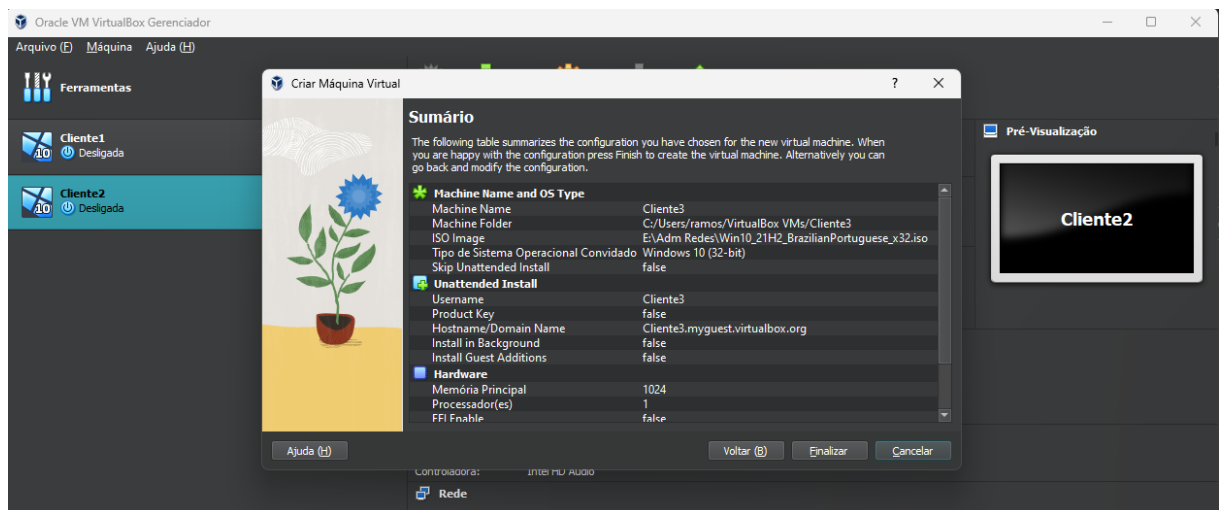 Oracle VM VirtualBox Gerenciador
Arquivo (F) Máquina Ajuda (H)
Ferramentas
Cliente1
Desligada
Cliente2
Desligada
Criar Máquina Virtual ?
Sumário
The following table summarizes the configuration you have chosen for the new virtual machine. When
you are happy with the configuration press Finish to create the virtual machine. Alternatively you can
go back and modify the configuration.
Machine Name and OS Type
Machine Name Cliente3
Machine Folder C:/Users/ramos/VirtualBox VMs/Cliente3
ISO Image E:\Adm Redes\Win10_21H2_BrazilianPortuguese_x32.iso
Tipo de Sistema Operacional Convidado Windows 10 (32-bit)
Skip Unattended Install false
Unattended Install
Username Cliente3
Product Key false
Hostname/Domain Name Cliente3.myguest.virtualbox.org
Install in Background false
Install Guest Additions false
Hardware
Memória Principal 1024
Processador(es) 1
EFI Enable false
Ajuda (H) Voltar (B) Finalizar Cancelar
Pré-Visualização
Cliente2
Controladora: Intel HD Audio
Rede